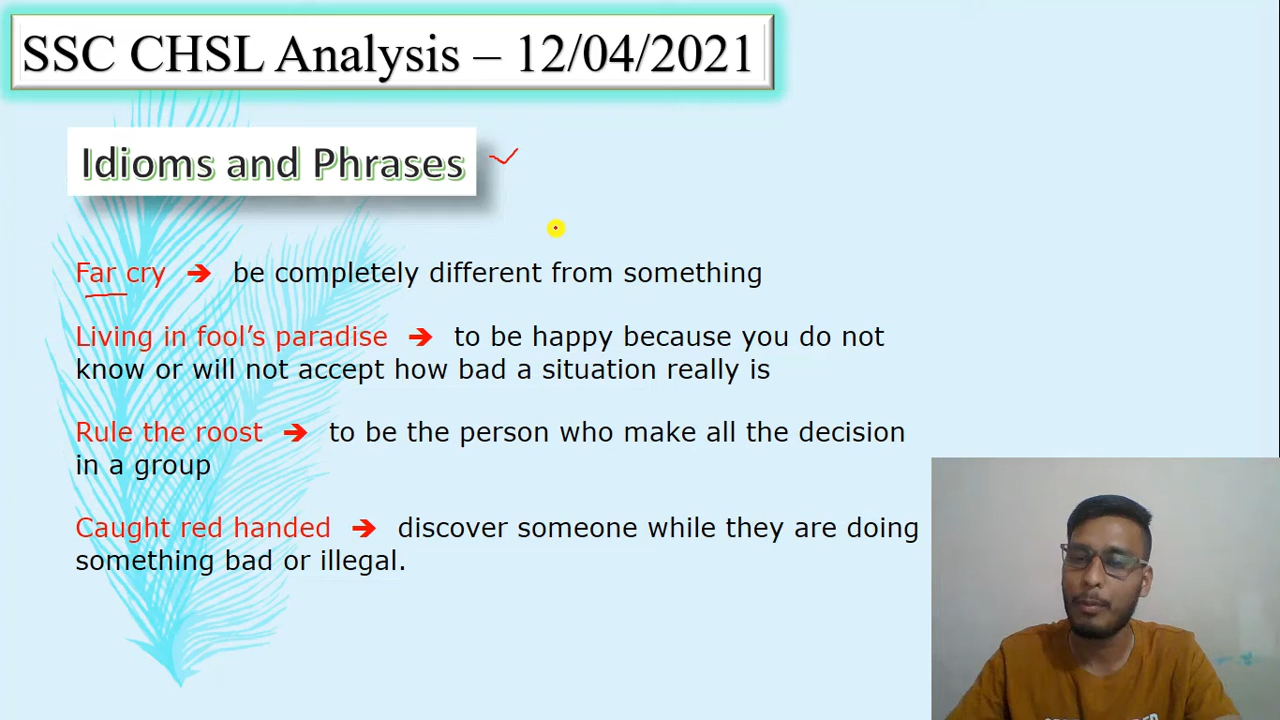 SSC CHSL Analysis – 12/04/2021
Idioms and Phrases
Far cry ➔ be completely different from something
Living in fool’s paradise ➔ to be happy because you do not
know or will not accept how bad a situation really is
Rule the roost ➔ to be the person who make all the decision
in a group
Caught red handed ➔ discover someone while they are doing
something bad or illegal.